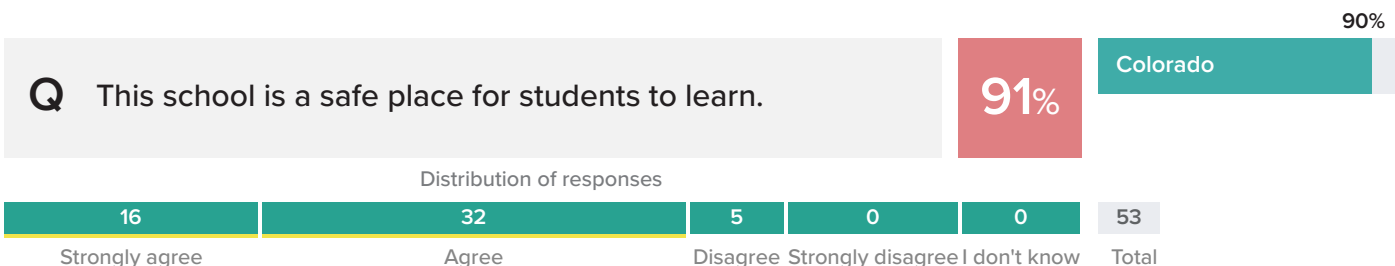 90%
Q This school is a safe place for students to learn.
91%
Colorado
Distribution of responses
16 32 5 0 0 53
Strongly agree Agree Disagree Strongly disagree I don't know Total